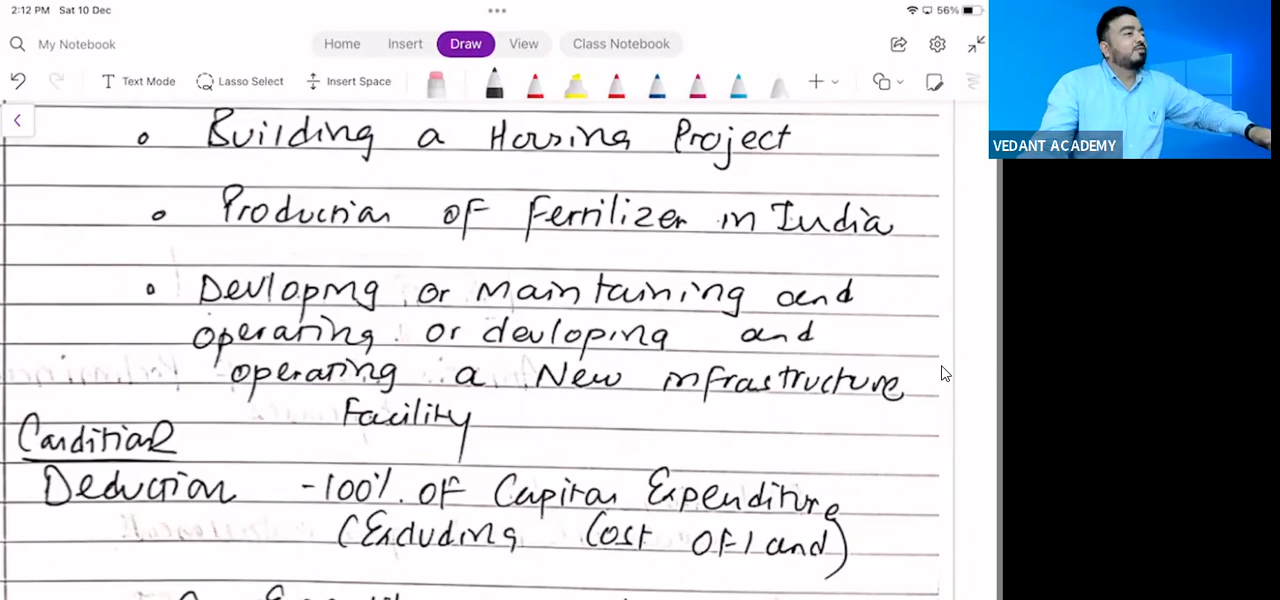 2:12 PM Sat 10 Dec
56%
My Notebook
Home Insert Draw View Class Notebook
Text Mode Lasso Select Insert Space
VEDANT ACADEMY
Building a Housing Project
Production of Fertilizer in India
Devloping or maintaining and
operating or devloping and
operating a New infrastructure
Facility
Condition
Deduction - 100% of Capital Expenditure
(Excluding Cost of land)